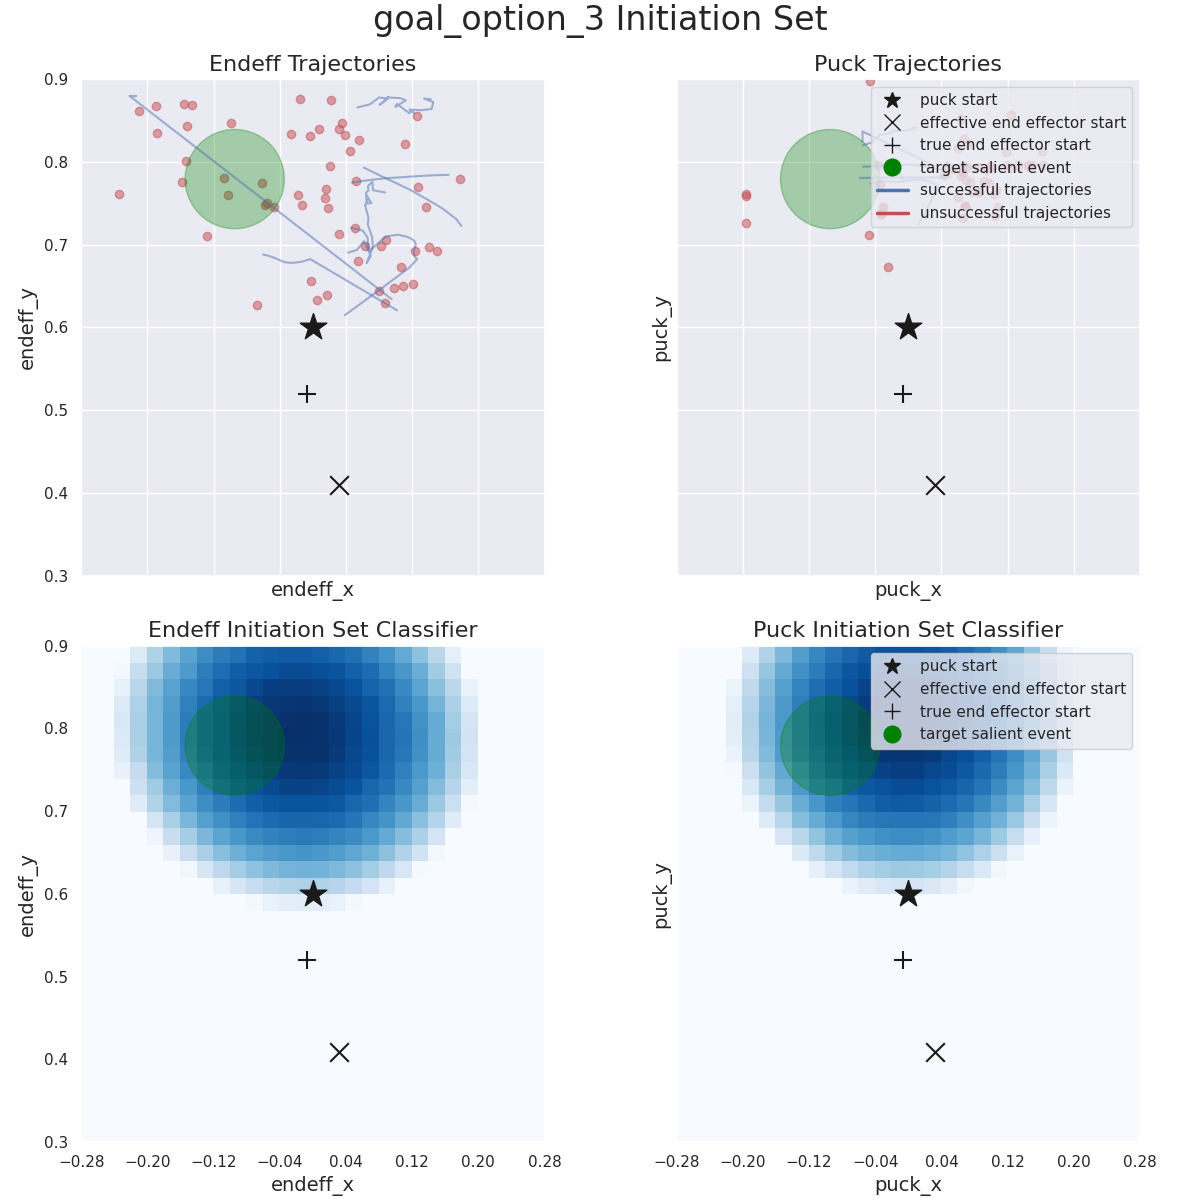 goal_option_3 Initiation Set
Endeff Trajectories
Puck Trajectories
0.9
0.8
0.7
0.6
0.5
0.4
0.3
endeff_y
endeff_x
puck_y
puck_x
puck start
effective end effector start
true end effector start
target salient event
successful trajectories
unsuccessful trajectories
Endeff Initiation Set Classifier
Puck Initiation Set Classifier
0.9
0.8
0.7
0.6
0.5
0.4
0.3
endeff_y
puck_y
puck start
effective end effector start
true end effector start
target salient event
−0.28 −0.20 −0.12 −0.04 0.04 0.12 0.20 0.28
endeff_x
−0.28 −0.20 −0.12 −0.04 0.04 0.12 0.20 0.28
puck_x